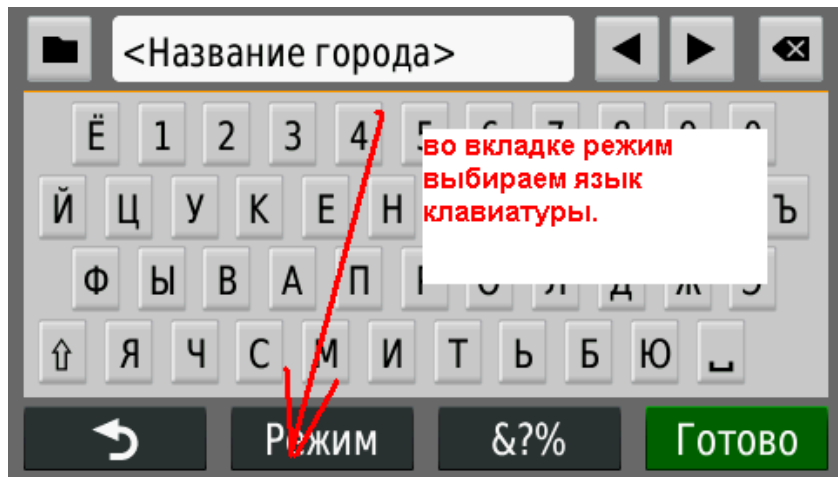 <Название города>
Ё 1 2 3 4
Й Ц У К Е Н Ъ
Ф Ы В А П
Я Ч С М И Т Ь Б Ю
Режим &?% Готово
во вкладке режим
выбираем язык
клавиатуры.